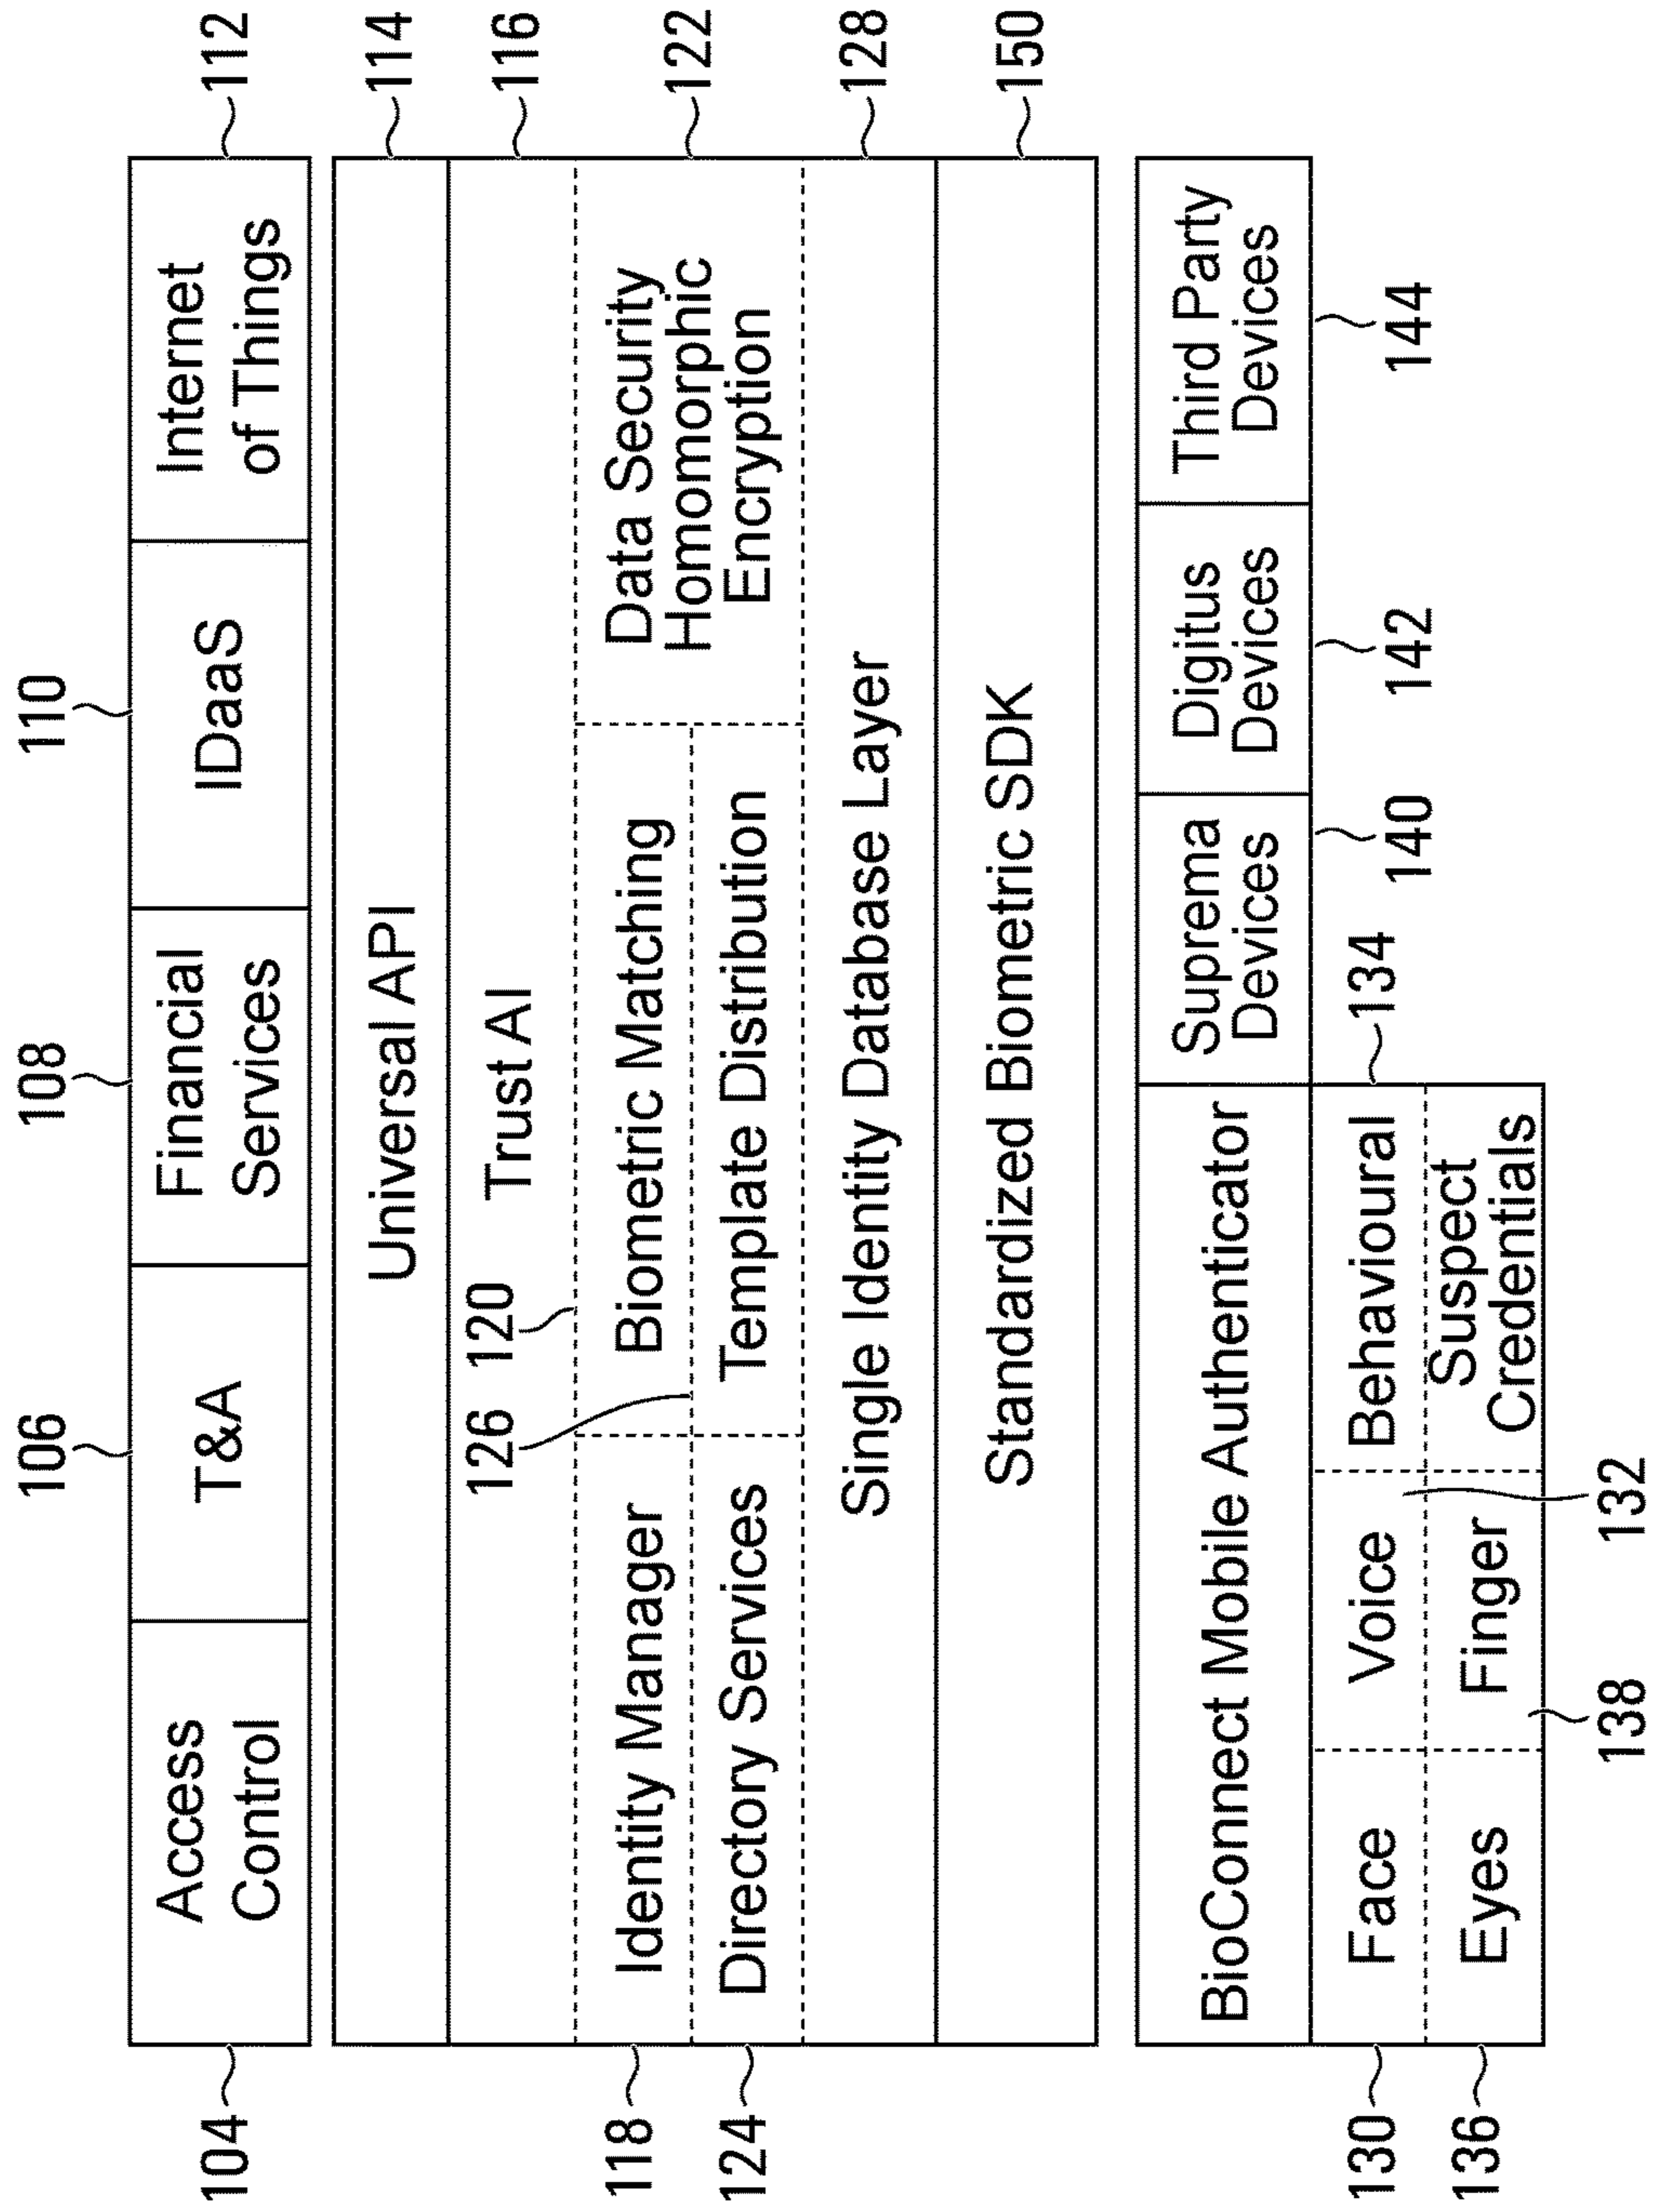 106
108
110
104
Access
Control
T&A
Financial
Services
IDaaS
Internet
of Things
112
Universal API
114
Trust AI
116
126
120
118
Identity Manager
Biometric Matching
Data Security
Homomorphic
Encryption
122
124
Directory Services
Template Distribution
Single Identity Database Layer
128
Standardized Biometric SDK
150
BioConnect Mobile Authenticator
Suprema
Devices
Digitus
Devices
Third Party
Devices
130
Face
Voice
Behavioural
134
140
142
144
136
Eyes
Finger
Suspect
Credentials
138
132